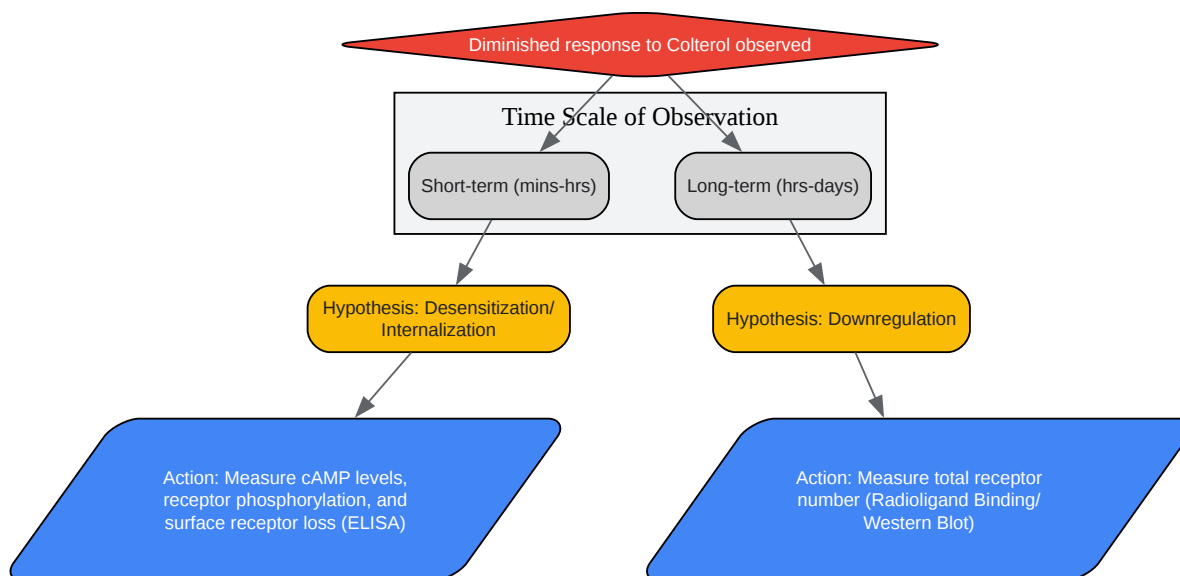 Diminished response to Colterol observed
Time Scale of Observation
Short-term (mins-hrs)
Long-term (hrs-days)
Hypothesis: Desensitization/
Internalization
Hypothesis: Downregulation
Action: Measure cAMP levels,
receptor phosphorylation, and
surface receptor loss (ELISA)
Action: Measure total receptor
number (Radioligand Binding/
Western Blot)